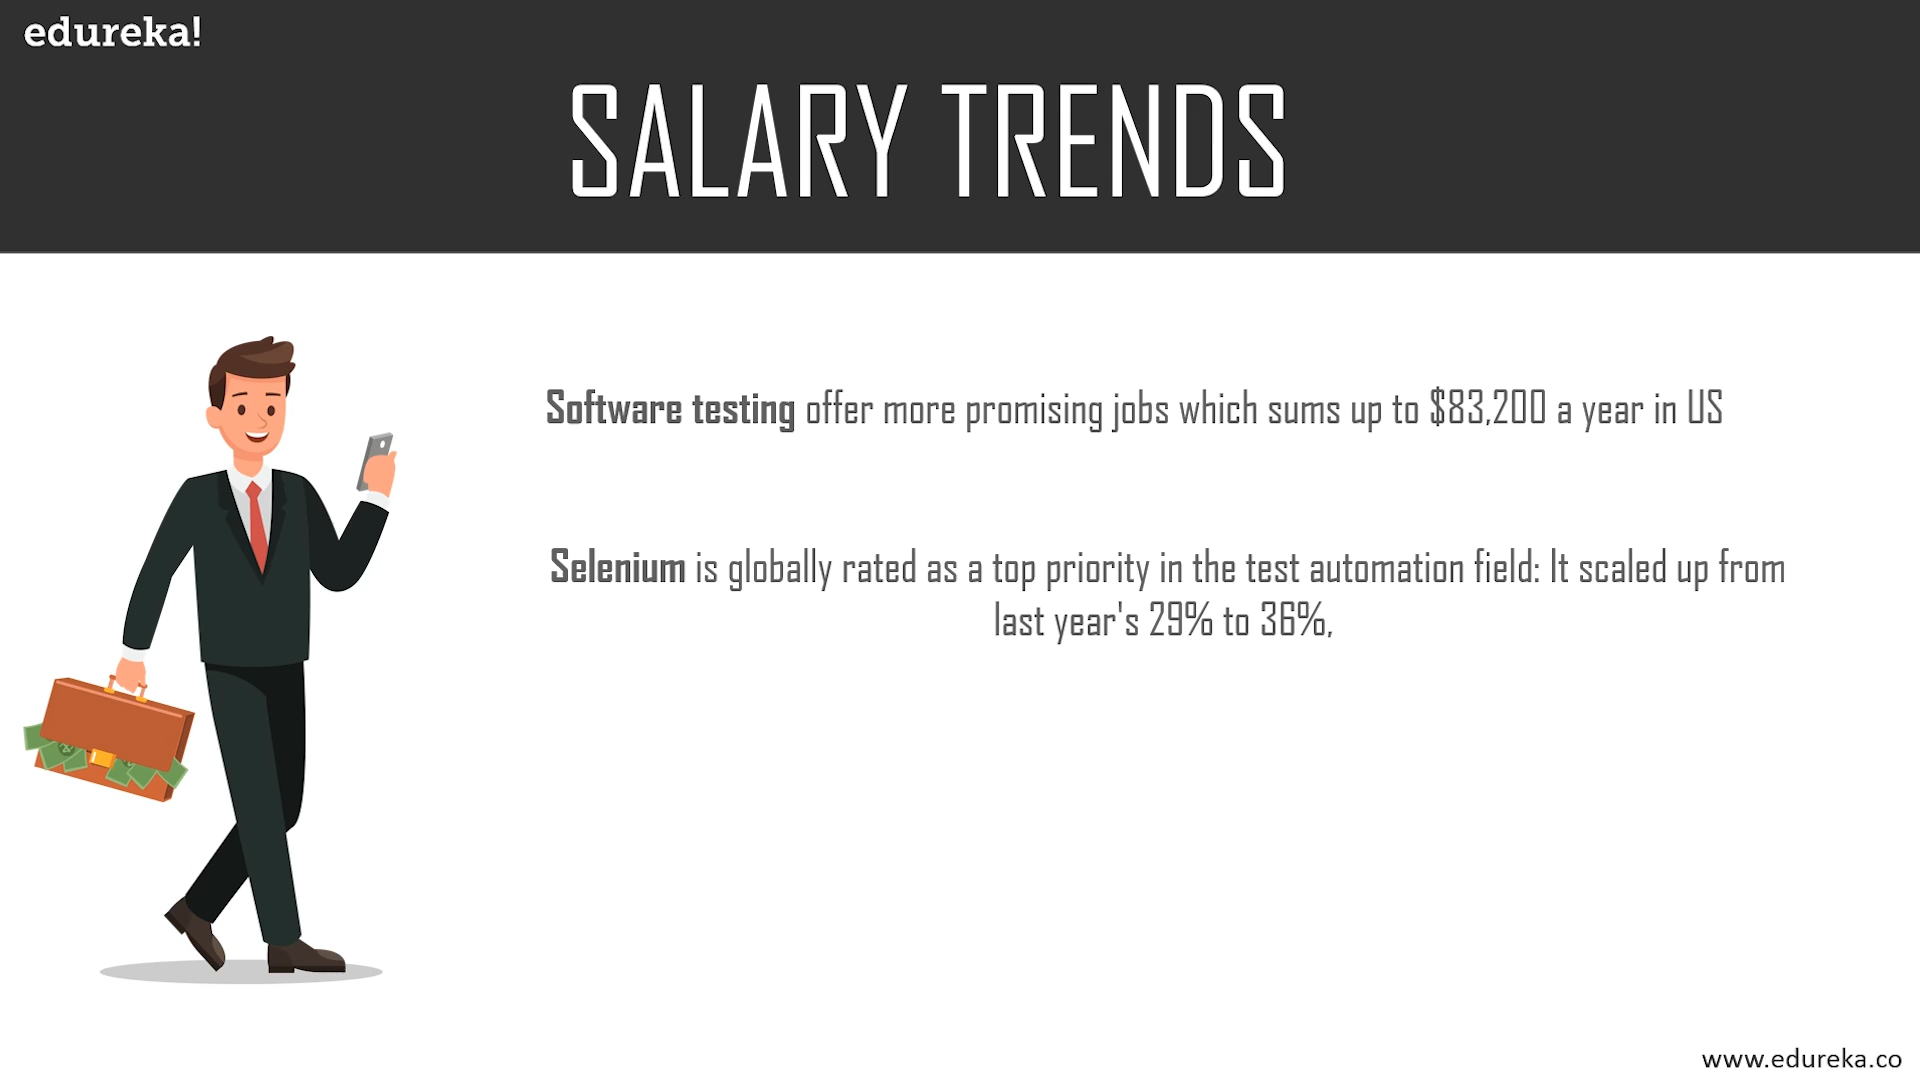 edureka!
SALARY TRENDS
Software testing offer more promising jobs which sums up to $83,200 a year in US
Selenium is globally rated as a top priority in the test automation field: It scaled up from
last year's 29% to 36%,
www.edureka.co